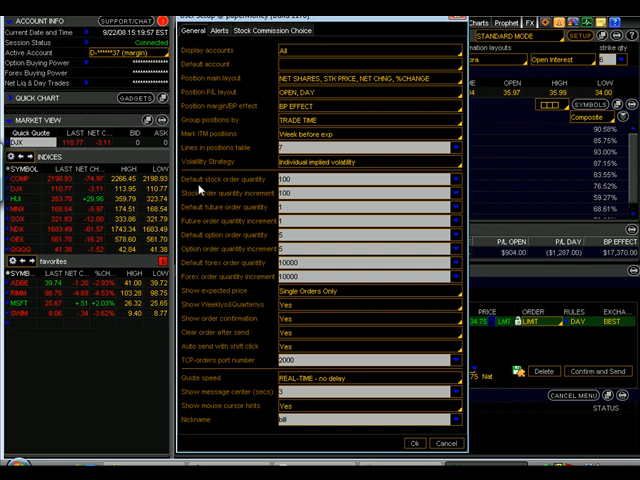 ACCOUNT INFO SUPPORT/CHAT
Current Date and Time 9/22/08 15:19:57
Session Status Connected
Active Account D-******37 (margin)
Option Buying Power
Forex Buying Power
Net Liq & Day Trades
QUICK CHART GADGETS
MARKET VIEW
Quick Quote LAST NET C... BID ASK
DJX 110.77 -3.11 0 0
INDICES
SYMBOL LAST NET CH... HIGH LOW
COMP 2178.98 -74.97 2266.45 2198.93
DJX 110.77 -3.11 113.95 110.77
HUI 353.70 +29.96 359.79 323.74
MNX 168.54 -5.97 174.51 168.54
SOX 321.83 -12.08 333.86 321.79
NDX 1683.43 -61.57 1743.34 1683.49
OEX 561.70 -16.21 578.60 561.70
QQQQ 41.38 -1.52 42.84 41.38
favorites
SYMB... LAST NET C... %CH... HIGH LOW
ADBE 39.74 -1.20 -2.93% 41.00 39.72
RIMM 98.75 -4.69 -4.53% 103.28 98.75
MSFT 25.67 +.51 +2.03% 26.32 25.65
SWIM 9.06 -.34 -3.62% 9.40 8.77
General Alerts Stock Commission Choice
Display accounts All
Default account
Position main layout NET SHARES, STK PRICE, NET CHNG, %CHANGE
Position P/L layout OPEN, DAY
Position margin/BP effect BP EFFECT
Group positions by TRADE TIME
Mark ITM positions Week before exp
Lines in positions table 7
Volatility Strategy Individual implied volatility
Default stock order quantity 100
Stock order quantity increment 100
Default future order quantity 1
Future order quantity increment 1
Default option order quantity 5
Option order quantity increment 5
Default forex order quantity 10000
Forex order quantity increment 10000
Show expected price Single Orders Only
Show Weeklys&Quarterlys Yes
Show order confirmation Yes
Clear order after send Yes
Auto send with shift click Yes
TCP-orders port number 2000
Quote speed REAL-TIME - no delay
Show message center (secs) 3
Show mouse cursor hints Yes
Nickname bill
Ok Cancel
Charts Prophet FX
STANDARD MODE SETUP
layouts strike qty
Open Interest 6
OPEN HIGH LOW
35.97 35.99 34.00
SYMBOLS
Composite
90.58%
91.15%
93.00%
87.15%
83.55%
76.52%
59.27%
68.61%
P/L OPEN P/L DAY BP EFFECT
$904.00 ($1,287.00) $17,370.00
PRICE RULES EXCHA...
34.75 LMT LIMIT DAY BEST
Nat Delete Confirm and Send
CANCEL MENU
STATUS